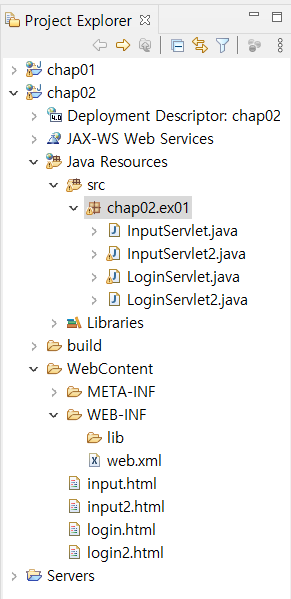 Project Explorer
chap01
chap02
Deployment Descriptor: chap02
JAX-WS Web Services
Java Resources
src
chap02.ex01
InputServlet.java
InputServlet2.java
LoginServlet.java
LoginServlet2.java
Libraries
build
WebContent
META-INF
WEB-INF
lib
web.xml
input.html
input2.html
login.html
login2.html
Servers